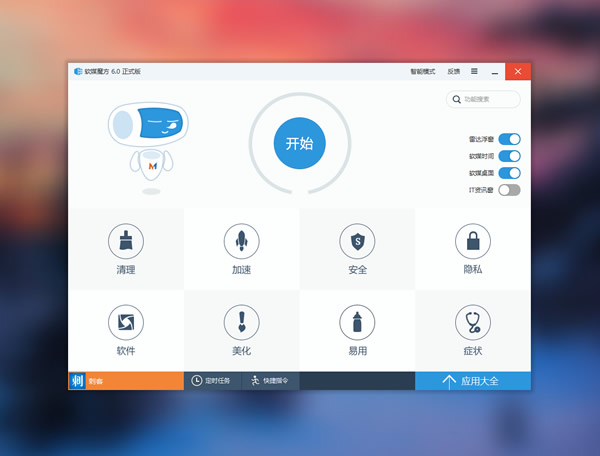 软媒魔方 6.0 正式版
智能模式 反馈
功能搜索
开始
雷达浮窗
软媒时间
软媒桌面
IT资讯窗
M
清理 加速 安全 隐私
S
软件 美化 易用 症状
刺 刺客 定时任务 快捷指令 应用大全